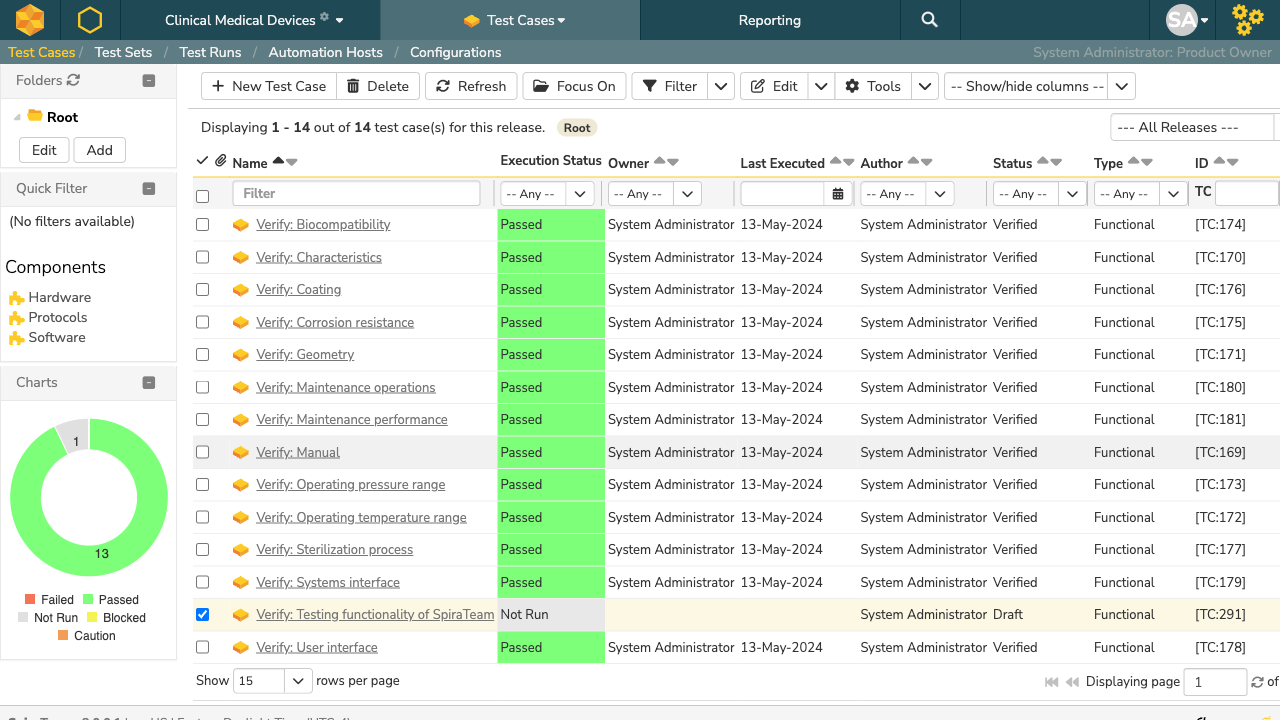 Clinical Medical Devices
Test Cases
Reporting
SA
Test Cases / Test Sets / Test Runs / Automation Hosts / Configurations
System Administrator: Product Owner
Folders
Root
Edit
Add
Quick Filter
(No filters available)
Components
Hardware
Protocols
Software
Charts
1
13
Failed
Passed
Not Run
Blocked
Caution
New Test Case
Delete
Refresh
Focus On
Filter
Edit
Tools
-- Show/hide columns --
Displaying 1 - 14 out of 14 test case(s) for this release. Root
--- All Releases ---
Name Execution Status Owner Last Executed Author Status Type ID
Filter -- Any -- -- Any -- -- Any -- -- Any -- -- Any -- TC
Verify: Biocompatibility Passed System Administrator 13-May-2024 System Administrator Verified Functional [TC:174]
Verify: Characteristics Passed System Administrator 13-May-2024 System Administrator Verified Functional [TC:170]
Verify: Coating Passed System Administrator 13-May-2024 System Administrator Verified Functional [TC:176]
Verify: Corrosion resistance Passed System Administrator 13-May-2024 System Administrator Verified Functional [TC:175]
Verify: Geometry Passed System Administrator 13-May-2024 System Administrator Verified Functional [TC:171]
Verify: Maintenance operations Passed System Administrator 13-May-2024 System Administrator Verified Functional [TC:180]
Verify: Maintenance performance Passed System Administrator 13-May-2024 System Administrator Verified Functional [TC:181]
Verify: Manual Passed System Administrator 13-May-2024 System Administrator Verified Functional [TC:169]
Verify: Operating pressure range Passed System Administrator 13-May-2024 System Administrator Verified Functional [TC:173]
Verify: Operating temperature range Passed System Administrator 13-May-2024 System Administrator Verified Functional [TC:172]
Verify: Sterilization process Passed System Administrator 13-May-2024 System Administrator Verified Functional [TC:177]
Verify: Systems interface Passed System Administrator 13-May-2024 System Administrator Verified Functional [TC:179]
Verify: Testing functionality of SpiraTeam Not Run System Administrator Draft Functional [TC:291]
Verify: User interface Passed System Administrator 13-May-2024 System Administrator Verified Functional [TC:178]
Show 15 rows per page
Displaying page 1 of